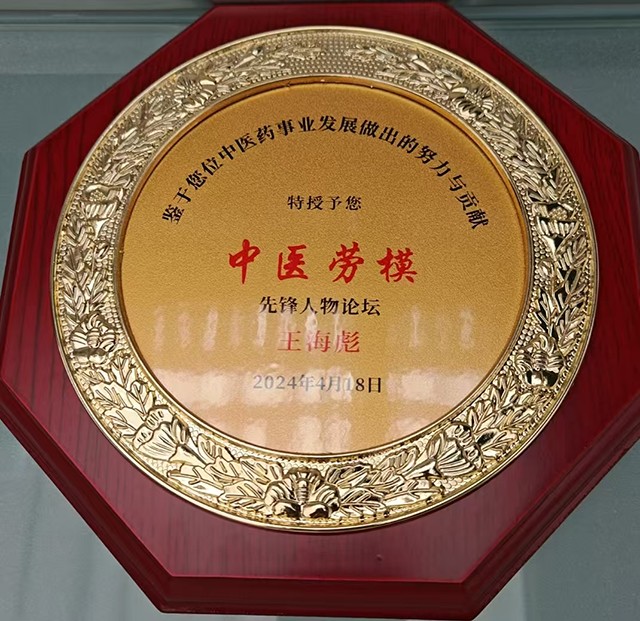 鉴于您位中医药事业发展做出的努力与贡献
特授予您
中医劳模
先锋人物论坛
王海彪
2024年4月18日